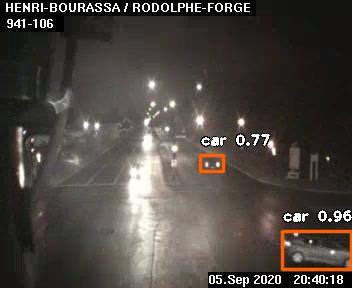 HENRI-BOURASSA / RODOLPHE-FORGE
941-106
car 0.77
car 0.96
05.Sep 2020 20:40:18